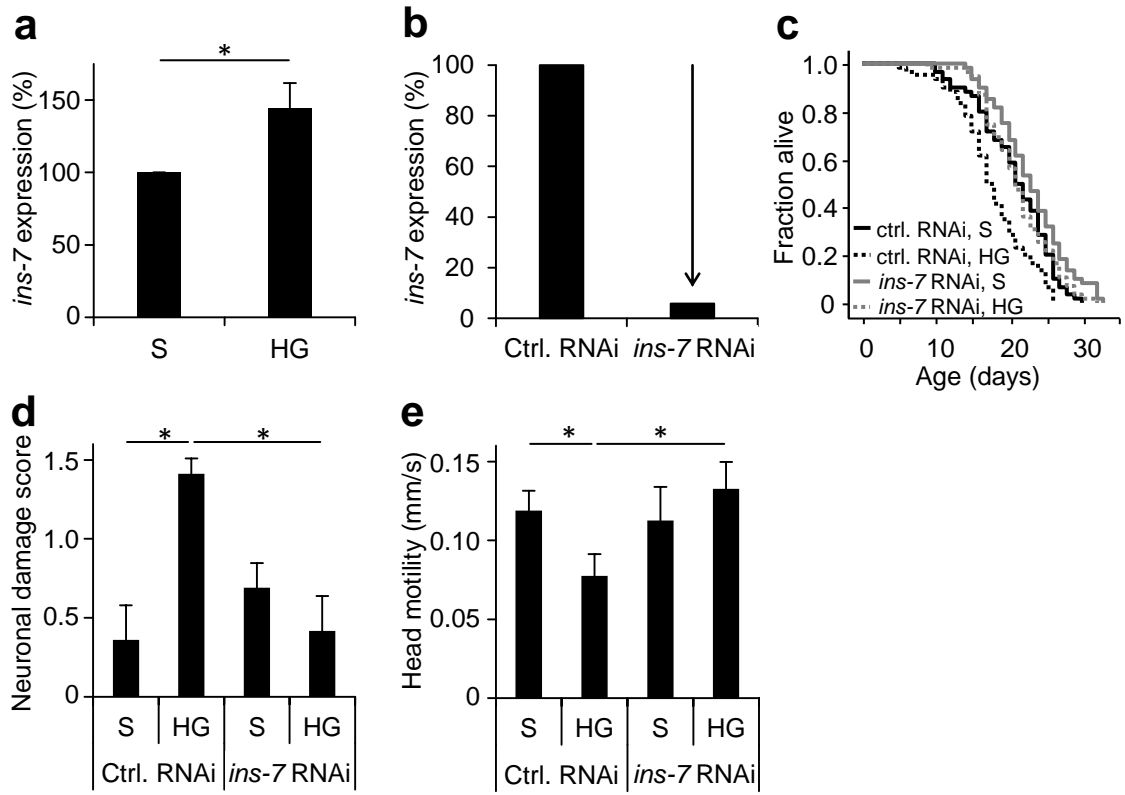 a
*
ins-7 expression (%)
150
100
50
0
S HG
b
ins-7 expression (%)
100
80
60
40
20
0
Ctrl. RNAi ins-7 RNAi
c
Fraction alive
1.0
0.8
0.6
0.4
0.2
0
ctrl. RNAi, S
ctrl. RNAi, HG
ins-7 RNAi, S
ins-7 RNAi, HG
0 10 20 30
Age (days)
d
* *
Neuronal damage score
1.5
1.0
0.5
0
S HG S HG
Ctrl. RNAi ins-7 RNAi
e
* *
Head motility (mm/s)
0.15
0.10
0.05
0
S HG S HG
Ctrl. RNAi ins-7 RNAi